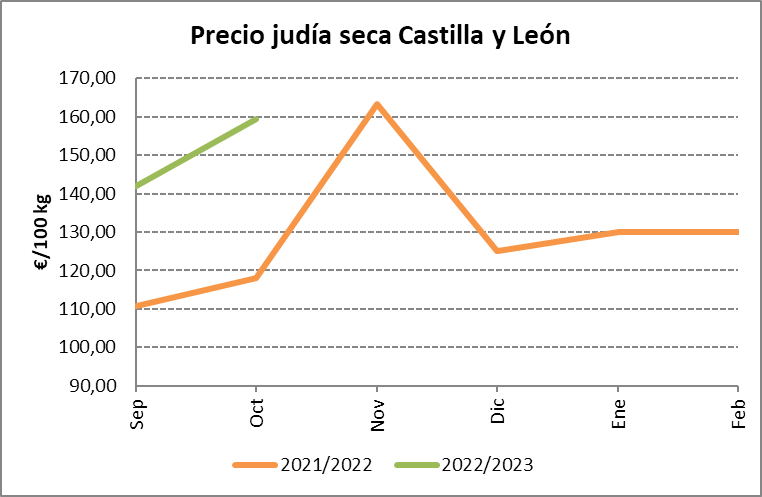 Precio judía seca Castilla y León
170,00
160,00
150,00
140,00
130,00
120,00
110,00
100,00
90,00
€/100 kg
Sep
Oct
Nov
Dic
Ene
Feb
2021/2022
2022/2023